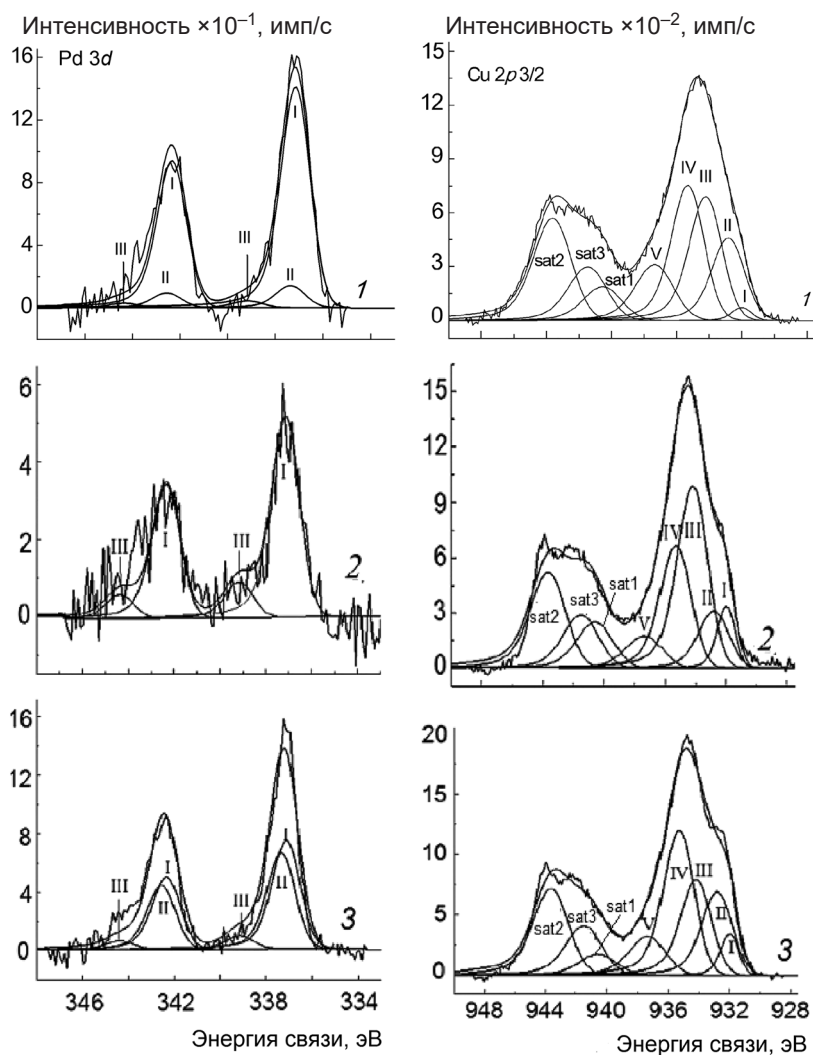 Интенсивность ×10⁻¹, имп/с
Интенсивность ×10⁻², имп/с
16
12
8
4
0
Pd 3d
I
I
II
II
III
III
1
15
12
9
6
3
0
Cu 2p 3/2
sat2
sat3
sat1
V
IV
III
II
I
1
6
4
2
0
III
I
III
I
2
15
12
9
6
3
0
sat2
sat3
sat1
V
IV
III
II
I
2
16
12
8
4
0
III
I
II
III
I
II
3
346
342
337
334
Энергия связи, эВ
20
15
10
5
0
sat2
sat3
sat1
V
IV
III
II
I
3
948
944
940
936
932
928
Энергия связи, эВ